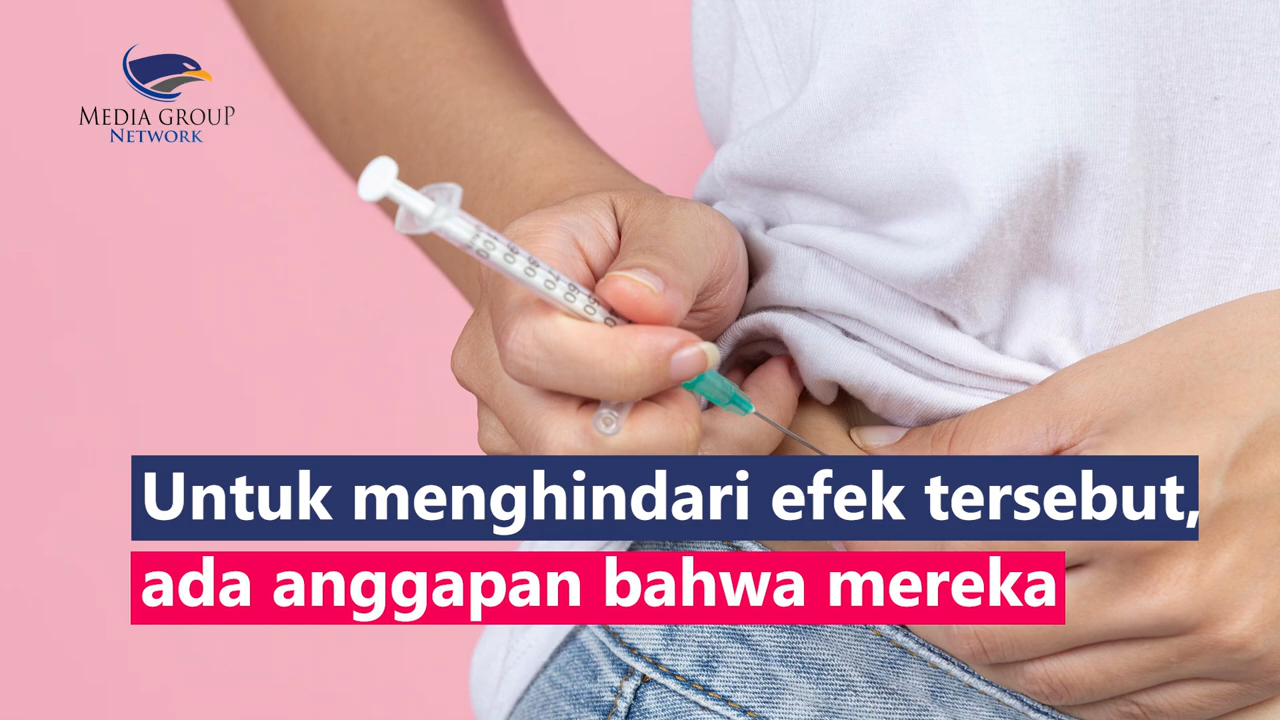 MEDIA GROUP
NETWORK
Untuk menghindari efek tersebut,
ada anggapan bahwa mereka